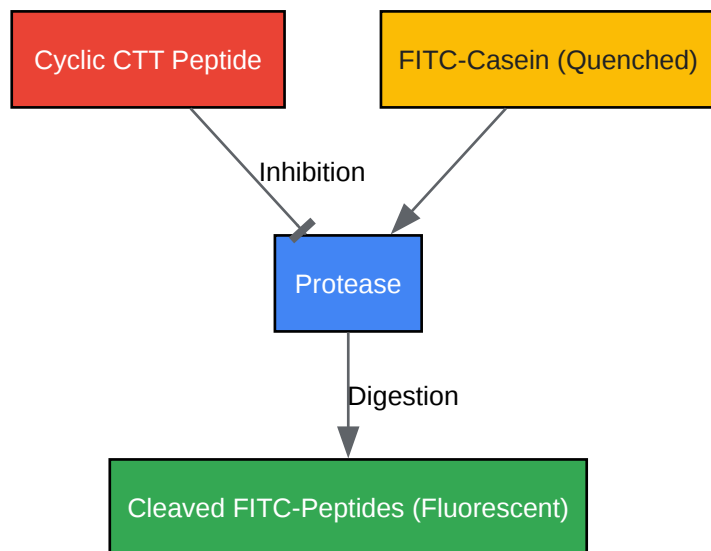 Cyclic CTT Peptide
FITC-Casein (Quenched)
Inhibition
Protease
Digestion
Cleaved FITC-Peptides (Fluorescent)